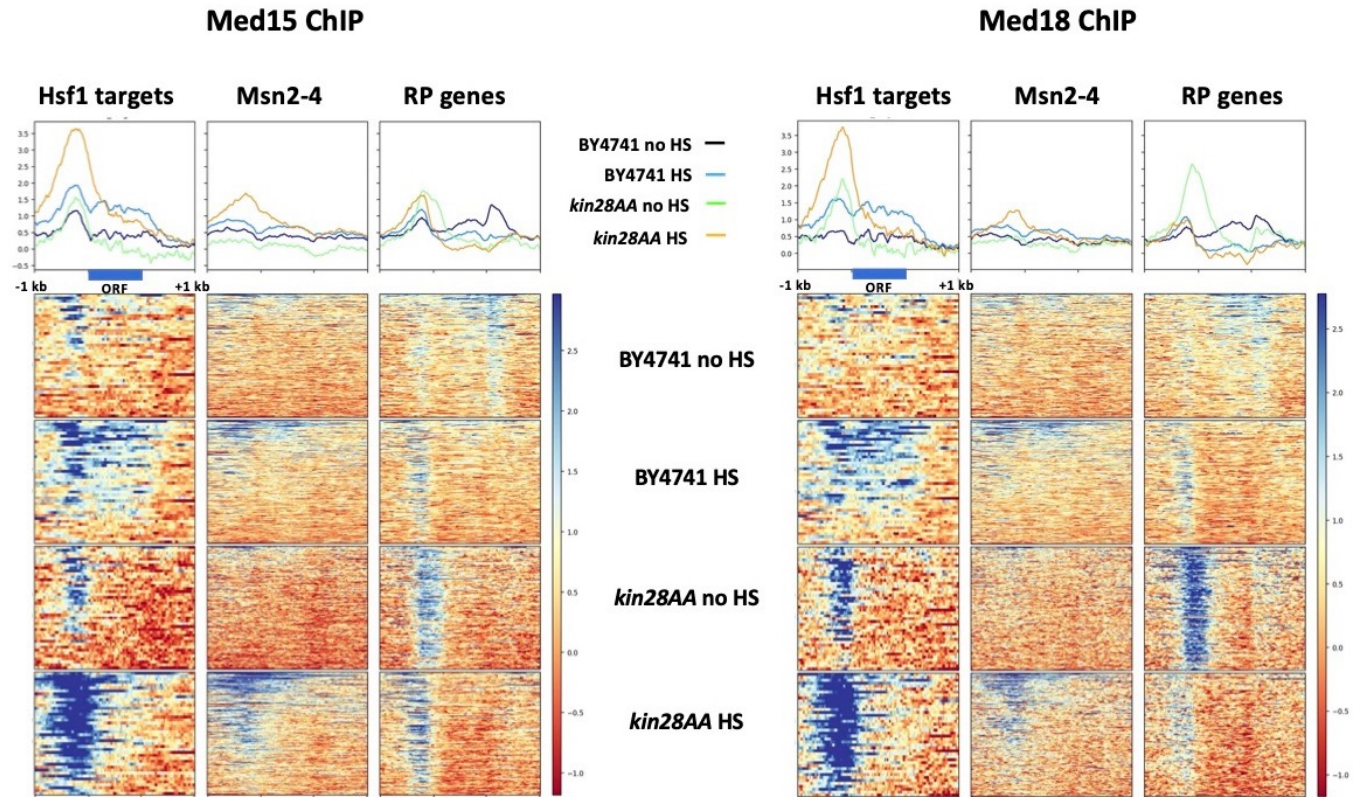 Med15 ChIP
Med18 ChIP
Hsf1 targets Msn2-4 RP genes
Hsf1 targets Msn2-4 RP genes
3.5
3.0
2.5
2.0
1.5
1.0
0.5
0.0
-0.5
BY4741 no HS
BY4741 HS
kin28AA no HS
kin28AA HS
3.5
3.0
2.5
2.0
1.5
1.0
0.5
0.0
-1 kb ORF +1 kb
-1 kb ORF +1 kb
BY4741 no HS
BY4741 HS
kin28AA no HS
kin28AA HS
2.5
2.0
1.5
1.0
0.5
0.0
−0.5
−1.0
2.5
2.0
1.5
1.0
0.5
0.0
−0.5
−1.0